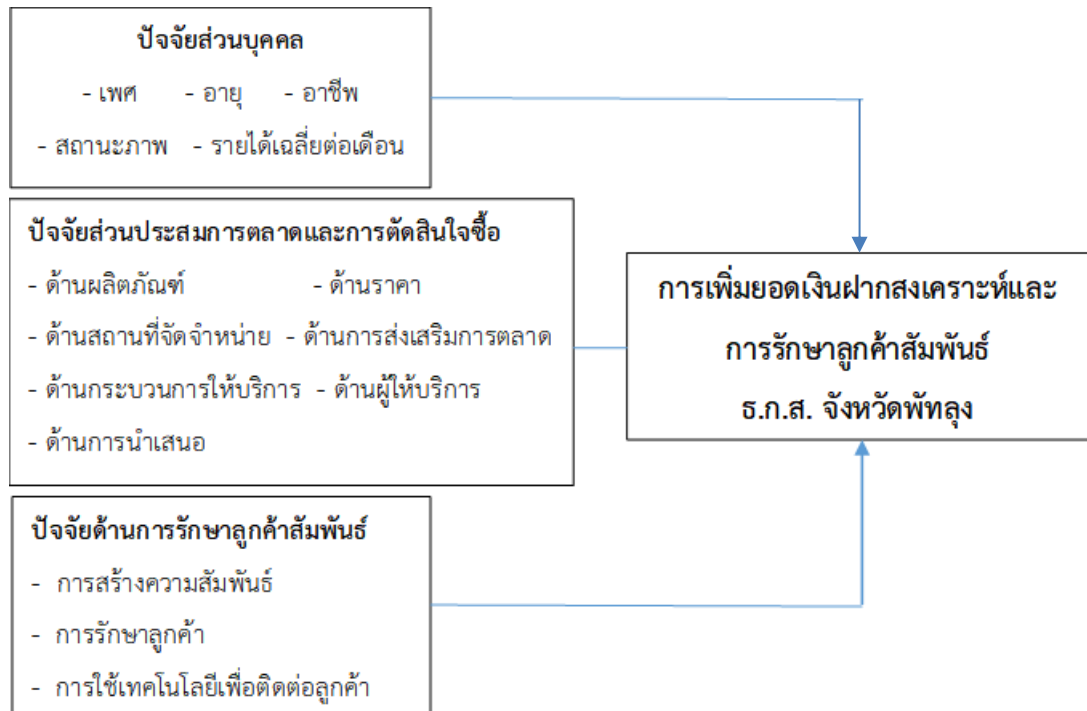 ปัจจัยส่วนบุคคล
- เพศ - อายุ - อาชีพ
- สถานะภาพ - รายได้เฉลี่ยต่อเดือน
ปัจจัยส่วนประสมการตลาดและการตัดสินใจซื้อ
- ด้านผลิตภัณฑ์ - ด้านราคา
- ด้านสถานที่จัดจำหน่าย - ด้านการส่งเสริมการตลาด
- ด้านกระบวนการให้บริการ - ด้านผู้ให้บริการ
- ด้านการนำเสนอ
การเพิ่มยอดเงินฝากสงเคราะห์และ
การรักษาลูกค้าสัมพันธ์
ธ.ก.ส. จังหวัดพัทลุง
ปัจจัยด้านการรักษาลูกค้าสัมพันธ์
- การสร้างความสัมพันธ์
- การรักษาลูกค้า
- การใช้เทคโนโลยีเพื่อติดต่อลูกค้า